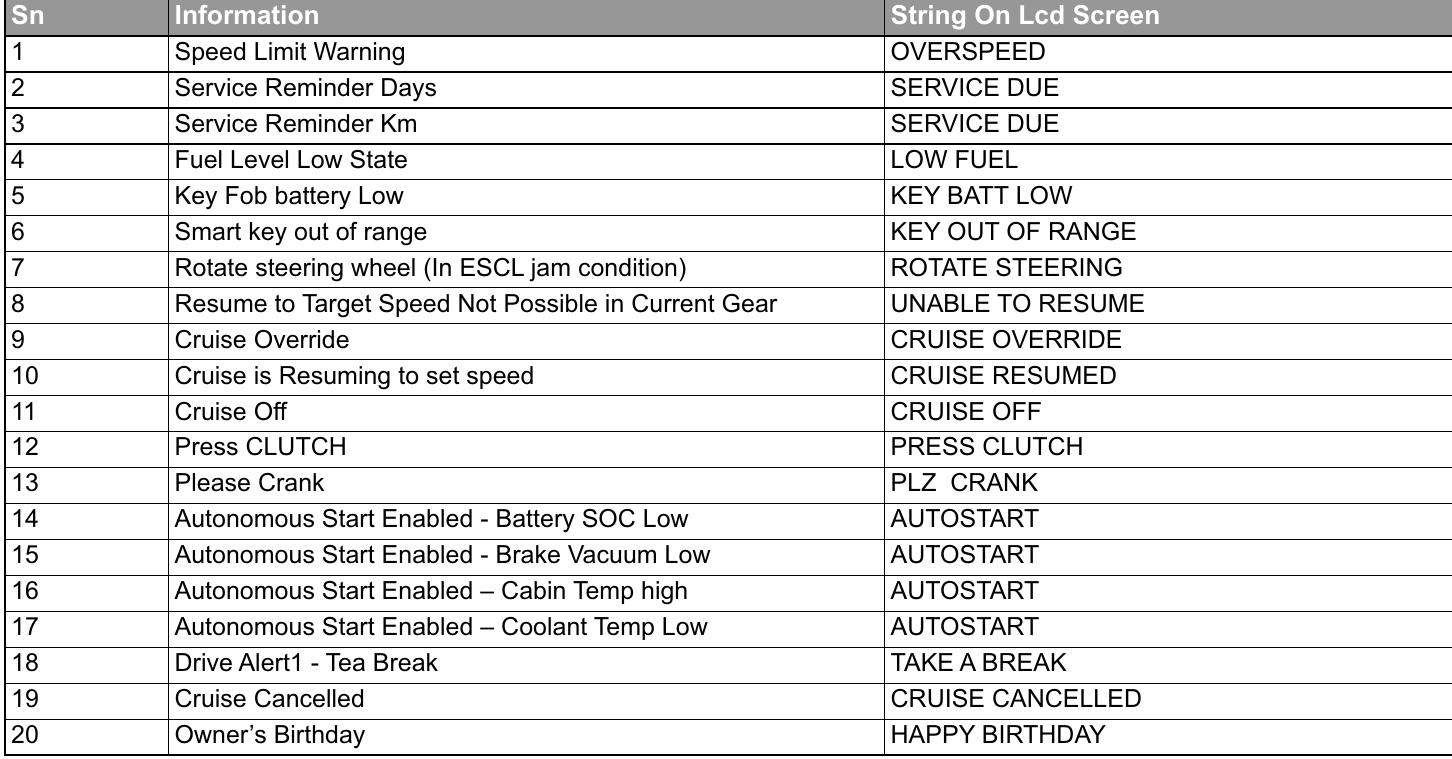 Sn Information String On Lcd Screen
1 Speed Limit Warning OVERSPEED
2 Service Reminder Days SERVICE DUE
3 Service Reminder Km SERVICE DUE
4 Fuel Level Low State LOW FUEL
5 Key Fob battery Low KEY BATT LOW
6 Smart key out of range KEY OUT OF RANGE
7 Rotate steering wheel (In ESCL jam condition) ROTATE STEERING
8 Resume to Target Speed Not Possible in Current Gear UNABLE TO RESUME
9 Cruise Override CRUISE OVERRIDE
10 Cruise is Resuming to set speed CRUISE RESUMED
11 Cruise Off CRUISE OFF
12 Press CLUTCH PRESS CLUTCH
13 Please Crank PLZ  CRANK
14 Autonomous Start Enabled - Battery SOC Low AUTOSTART
15 Autonomous Start Enabled - Brake Vacuum Low AUTOSTART
16 Autonomous Start Enabled – Cabin Temp high AUTOSTART
17 Autonomous Start Enabled – Coolant Temp Low AUTOSTART
18 Drive Alert1 - Tea Break TAKE A BREAK
19 Cruise Cancelled CRUISE CANCELLED
20 Owner’s Birthday HAPPY BIRTHDAY